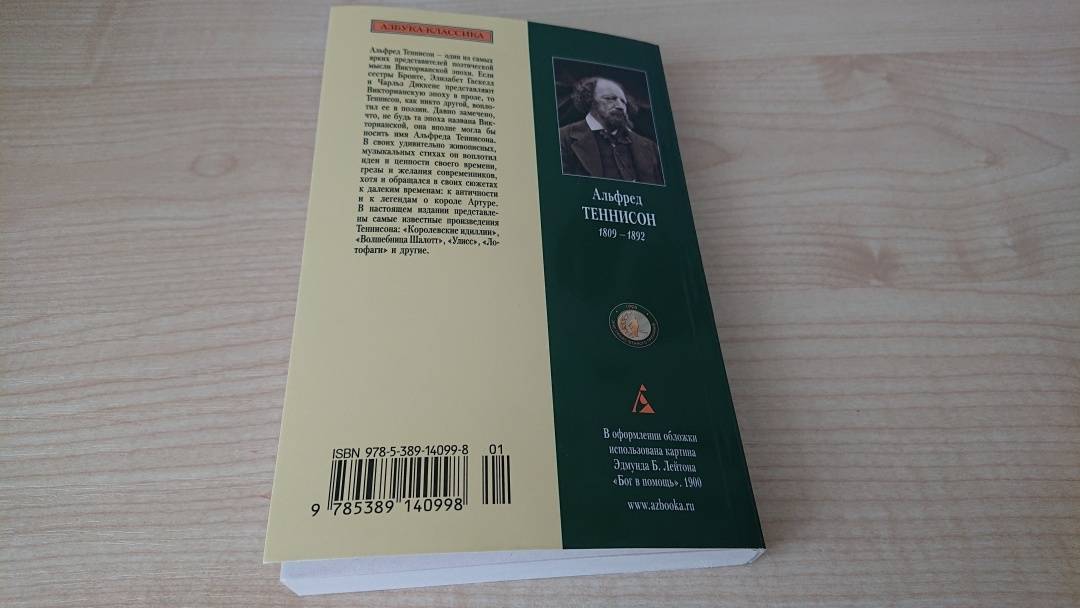 АЗБУКА-КЛАССИКА
Альфред Теннисон – один из самых
ярких представителей поэтической
мысли Викторианской эпохи. Если
сестры Бронте, Элизабет Гаскелл
и Чарльз Диккенс представляют
Викторианскую эпоху в прозе, то
Теннисон, как никто другой, вопло-
тил ее в поэзии. Давно замечено,
что, не будь та эпоха названа Вик-
торианской, она вполне могла бы
носить имя Альфреда Теннисона.
В своих удивительно живописных,
музыкальных стихах он воплотил
идеи и ценности своего времени,
грезы и желания современников,
хотя и обращался в своих сюжетах
к далеким временам: к античности
и к легендам о короле Артуре.
В настоящем издании представле-
ны самые известные произведения
Теннисона: «Королевские идиллии»,
«Волшебница Шалотт», «Улисс», «Ло-
тофаги» и другие.
ISBN 978-5-389-14099-8
01
9 785389 140998
Альфред
ТЕННИСОН
1809 – 1892
В оформлении обложки
использована картина
Эдмунда Б. Лейтона
«Бог в помощь». 1900
www.azbooka.ru